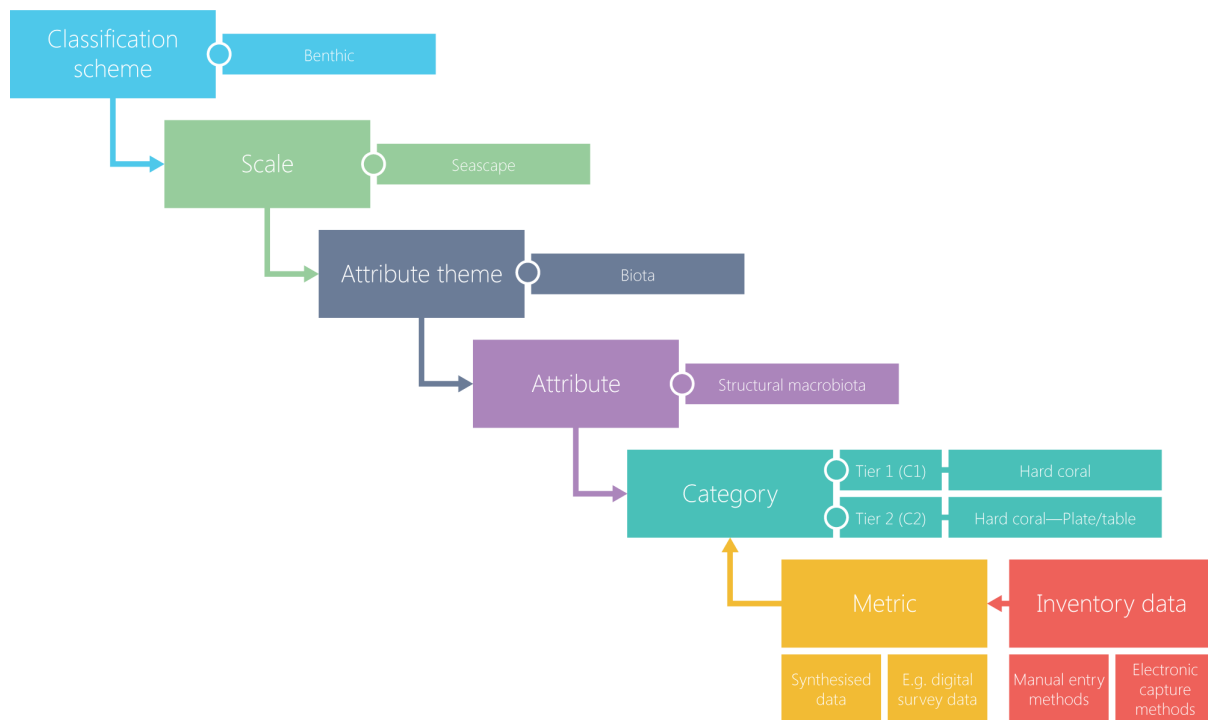 Classification
scheme
Benthic
Scale
Seascape
Attribute theme
Biota
Attribute
Structural macrobiota
Category
Tier 1 (C1)
Hard coral
Tier 2 (C2)
Hard coral—Plate/table
Metric
Inventory data
Synthesised
data
E.g. digital
survey data
Manual entry
methods
Electronic
capture
methods